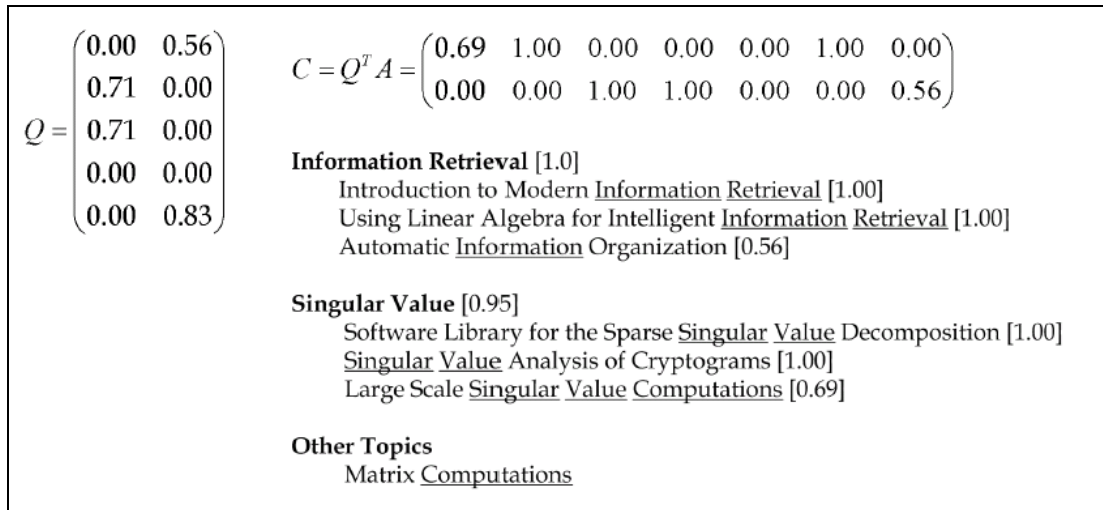 Q = (0.00 0.56
0.71 0.00
0.71 0.00
0.00 0.00
0.00 0.83)
C = Q^T A = (0.69 1.00 0.00 0.00 0.00 1.00 0.00
0.00 0.00 1.00 1.00 0.00 0.00 0.56)
Information Retrieval [1.0]
Introduction to Modern Information Retrieval [1.00]
Using Linear Algebra for Intelligent Information Retrieval [1.00]
Automatic Information Organization [0.56]
Singular Value [0.95]
Software Library for the Sparse Singular Value Decomposition [1.00]
Singular Value Analysis of Cryptograms [1.00]
Large Scale Singular Value Computations [0.69]
Other Topics
Matrix Computations